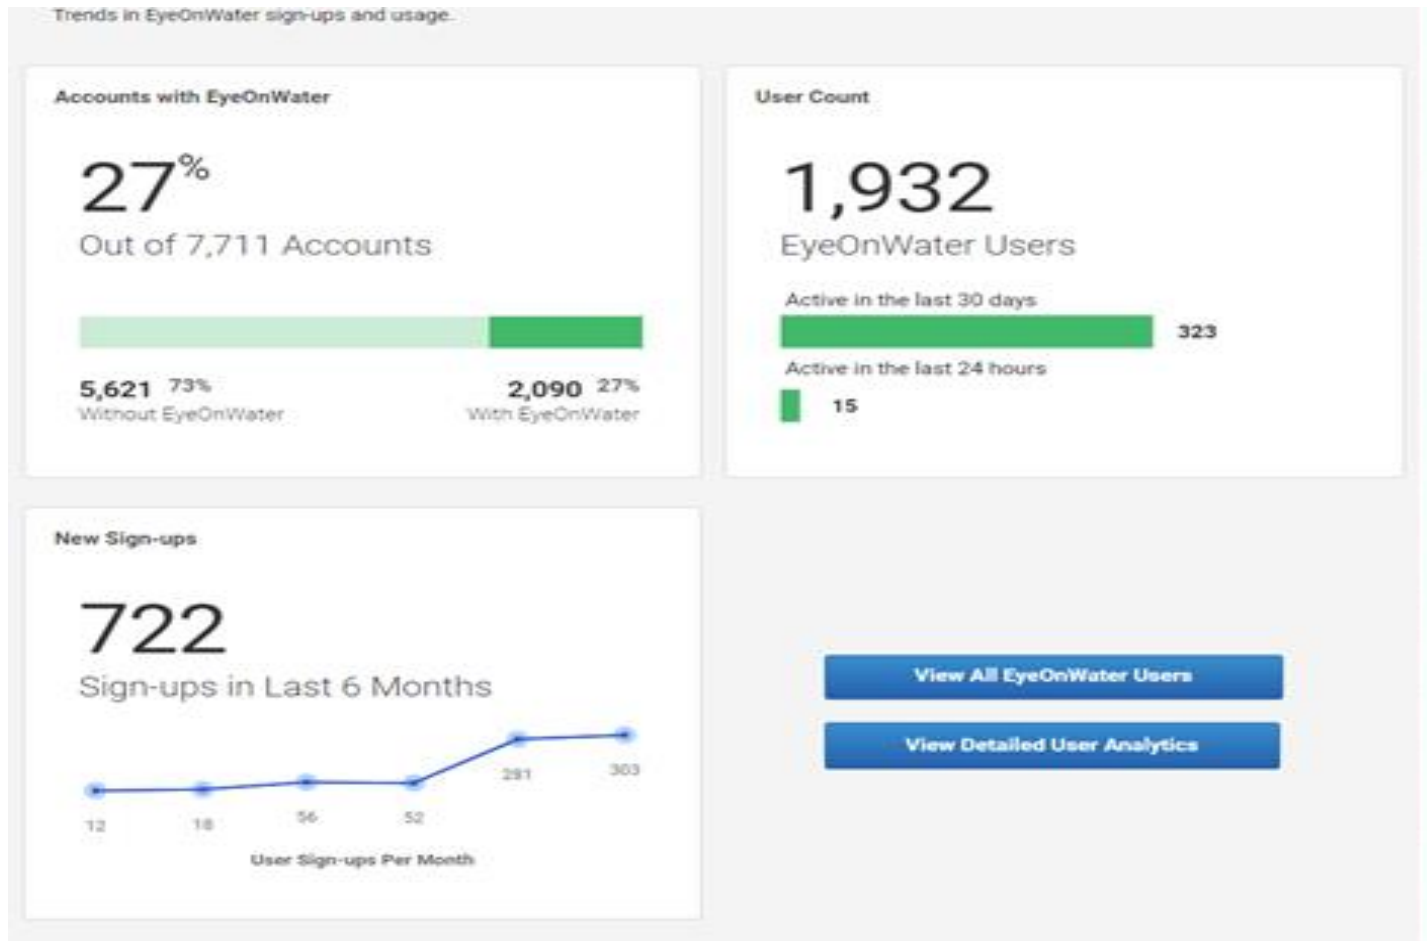 Trends in EyeOnWater sign-ups and usage.
Accounts with EyeOnWater
27%
Out of 7,711 Accounts
5,621 73%
Without EyeOnWater
2,090 27%
With EyeOnWater
User Count
1,932
EyeOnWater Users
Active in the last 30 days
323
Active in the last 24 hours
15
New Sign-ups
722
Sign-ups in Last 6 Months
12 18 56 52 281 303
User Sign-ups Per Month
View All EyeOnWater Users
View Detailed User Analytics